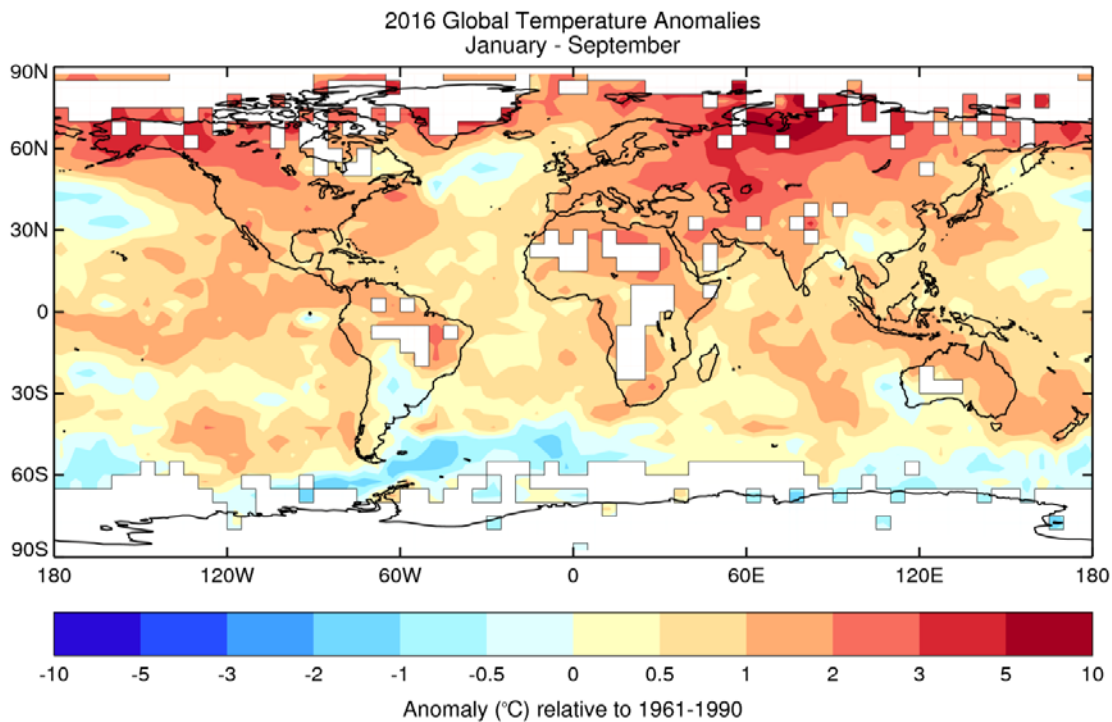 2016 Global Temperature Anomalies
January - September
90N
60N
30N
0
30S
60S
90S
180 120W 60W 0 60E 120E 180
-10 -5 -3 -2 -1 -0.5 0 0.5 1 2 3 5 10
Anomaly (°C) relative to 1961-1990